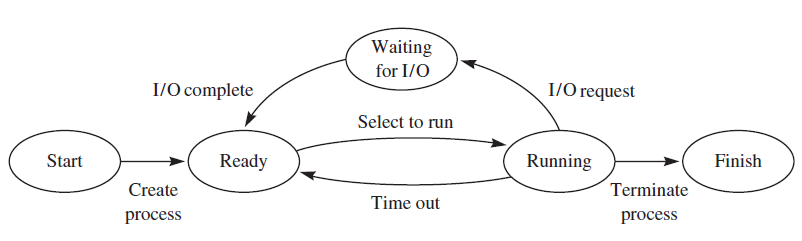 Waiting
for I/O
I/O complete
I/O request
Select to run
Start
Ready
Running
Finish
Create
process
Time out
Terminate
process